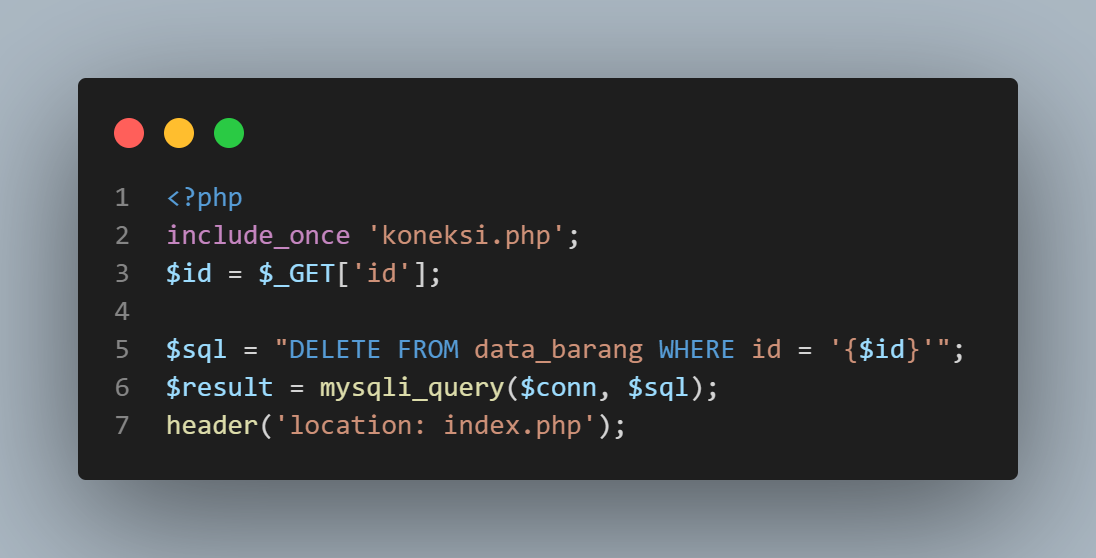 1 <?php
2 include_once 'koneksi.php';
3 $id = $_GET['id'];
4
5 $sql = "DELETE FROM data_barang WHERE id = '{$id}'";
6 $result = mysqli_query($conn, $sql);
7 header('location: index.php');